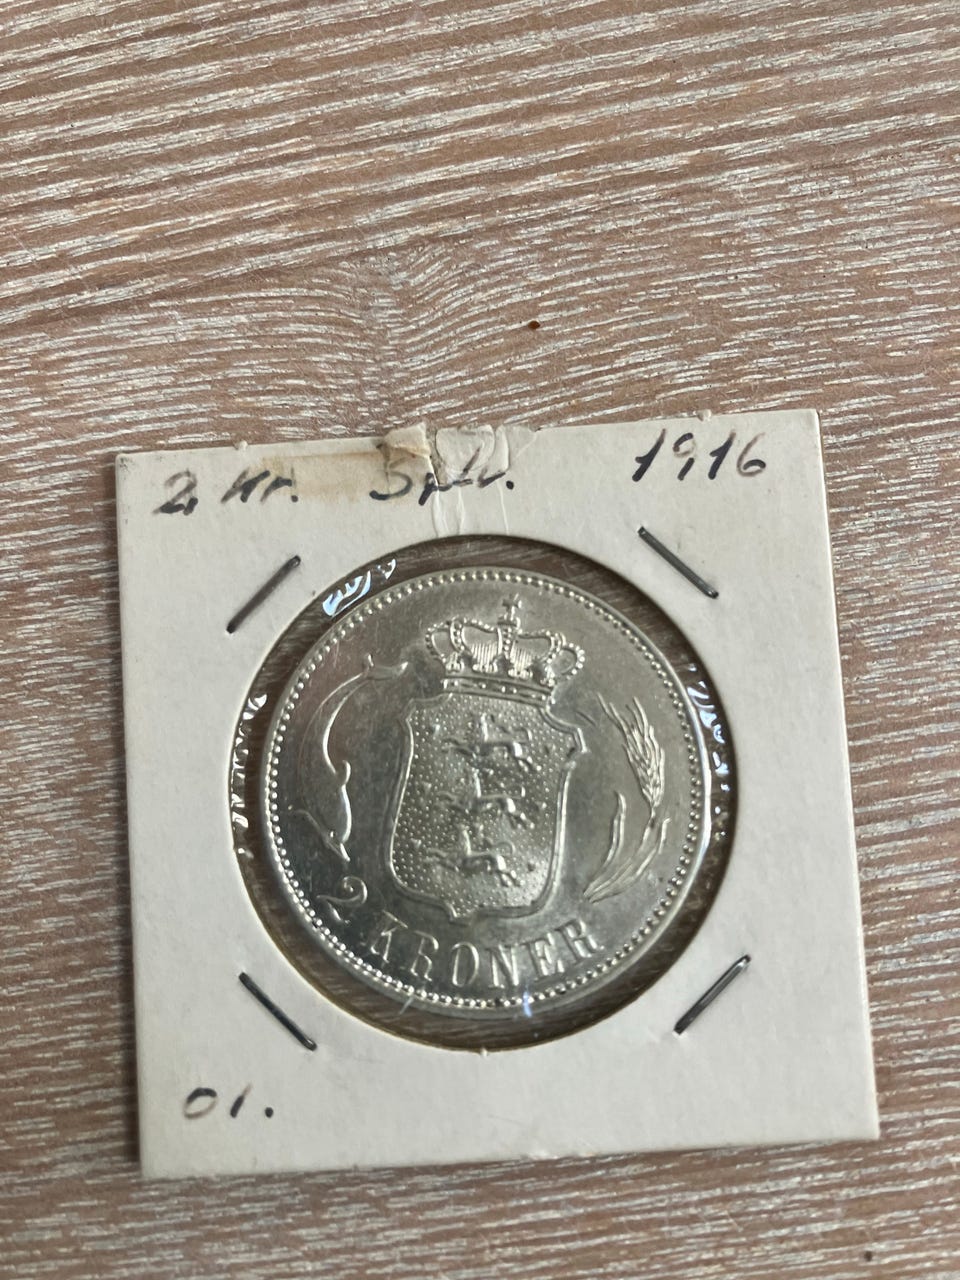 2 Kr. Sølv. 1916
2 KRONER
01.